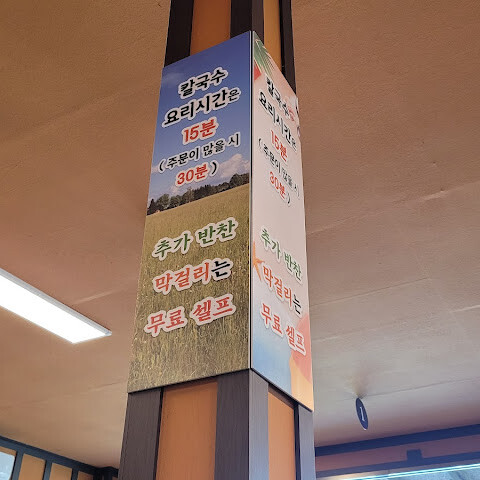 칼국수
요리시간은
15분
(주문이 많을 시
30분)
추가 반찬
막걸리는
무료 셀프
칼국수
요리시간은
15분
(주문이 많을 시
30분)
추가 반찬
막걸리는
무료 셀프